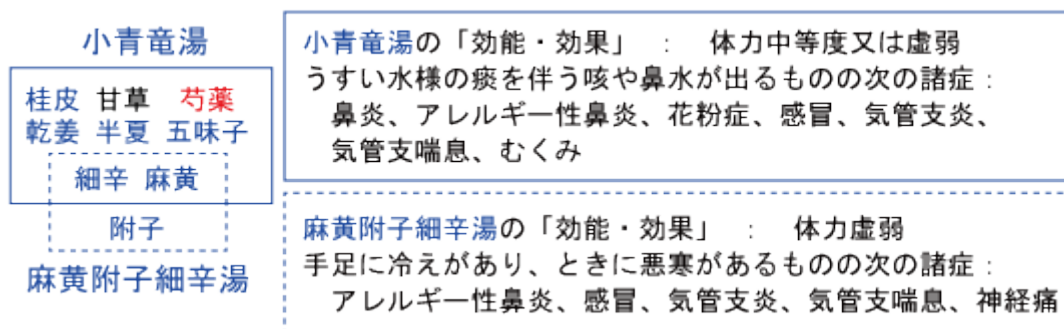 小青竜湯
桂皮 甘草 芍薬
乾姜 半夏 五味子
細辛 麻黄
附子
麻黄附子細辛湯
小青竜湯の「効能・効果」 : 体力中等度又は虚弱
うすい水様の痰を伴う咳や鼻水が出るものの次の諸症:
鼻炎、アレルギー性鼻炎、花粉症、感冒、気管支炎、
気管支喘息、むくみ
麻黄附子細辛湯の「効能・効果」 : 体力虚弱
手足に冷えがあり、ときに悪寒があるものの次の諸症:
アレルギー性鼻炎、感冒、気管支炎、気管支喘息、神経痛